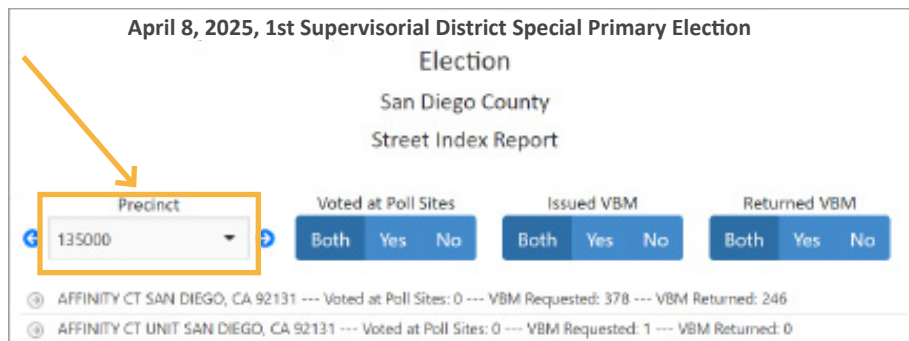 April 8, 2025, 1st Supervisorial District Special Primary Election
Election
San Diego County
Street Index Report
Precinct Voted at Poll Sites Issued VBM Returned VBM
135000 Both Yes No Both Yes No Both Yes No
AFFINITY CT SAN DIEGO, CA 92131 --- Voted at Poll Sites: 0 --- VBM Requested: 378 --- VBM Returned: 246
AFFINITY CT UNIT SAN DIEGO, CA 92131 --- Voted at Poll Sites: 0 --- VBM Requested: 1 --- VBM Returned: 0